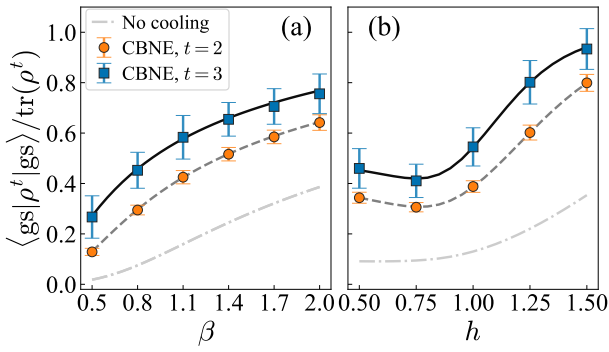 ⟨gs|ρ^t|gs⟩/tr(ρ^t)
1.0
0.8
0.6
0.4
0.2
0.0
No cooling
CBNE, t = 2
CBNE, t = 3
(a)
(b)
0.5 0.8 1.1 1.4 1.7 2.0
0.50 0.75 1.00 1.25 1.50
β
h